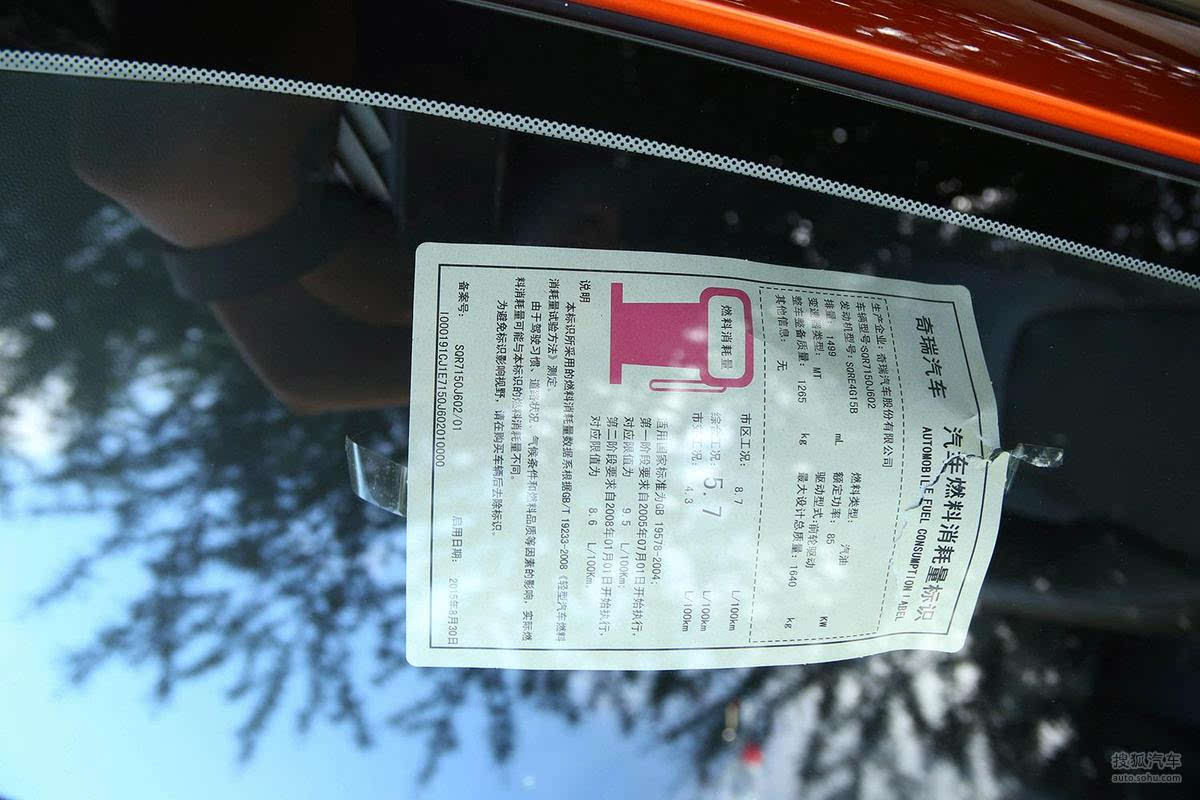 奇瑞汽车
汽车燃料消耗量标识
AUTOMOBILE FUEL CONSUMPTION LABEL
生产企业: 奇瑞汽车股份有限公司
车辆型号:SQR7150J602
发动机型号: SQRE4G15B 燃料类型: 汽油
排量: 1499 mL 额定功率: 85 KW
变速器类型: MT 驱动型式:前轮驱动
整车整备质量: 1265 kg 最大设计总质量: 1640 kg
其他信息: 无
燃料消耗量
市区工况: 8.7 L/100km
综合工况: 5.7 L/100km
市郊工况: 4.3 L/100km
适用国家标准为GB 19578-2004;
第一阶段要求自2005年07月01日开始执行,
对应限值为 9.5 L/100Km;
第二阶段要求自2008年01月01日开始执行,
对应限值为 8.6 L/100Km;
说明
本标识所采用的燃料消耗量数据系根据GB/T 19233-2008《轻型汽车燃料
消耗量试验方法》测定。
由于驾驶习惯、道路状况、气候条件和燃料品质等因素的影响, 实际燃
料消耗量可能与本标识的燃料消耗量不同。
为避免标识影响视野, 请在购买车辆后去除标识。
备案号: SQR7150J602/01 启用日期: 2015年8月30日
1000191CJ1E7150J602010000
搜狐汽车
auto.sohu.com